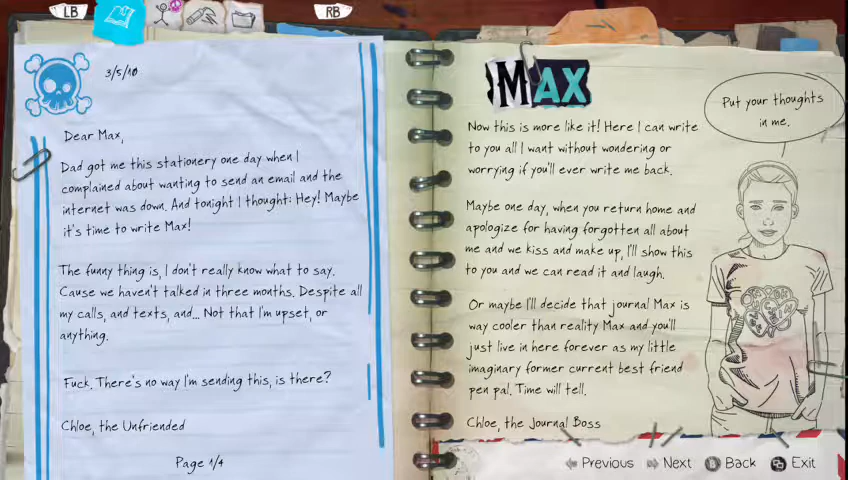 LB
RB
3/5/10
Dear Max,
Dad got me this stationery one day when I
complained about wanting to send an email and the
internet was down. And tonight I thought: Hey! Maybe
it's time to write Max!
The funny thing is, I don't really know what to say.
Cause we haven't talked in three months. Despite all
my calls, and texts, and... Not that I'm upset, or
anything.
Fuck. There's no way I'm sending this, is there?
Chloe, the Unfriended
Page 1/4
MAX
Now this is more like it! Here I can write
to you all I want without wondering or
worrying if you'll ever write me back.
Maybe one day, when you return home and
apologize for having forgotten all about
me and we kiss and make up, I'll show this
to you and we can read it and laugh.
Or maybe I'll decide that journal Max is
way cooler than reality Max and you'll
just live in here forever as my little
imaginary former current best friend
pen pal. Time will tell.
Chloe, the Journal Boss
Put your thoughts
in me.
Previous
Next
B Back
Exit